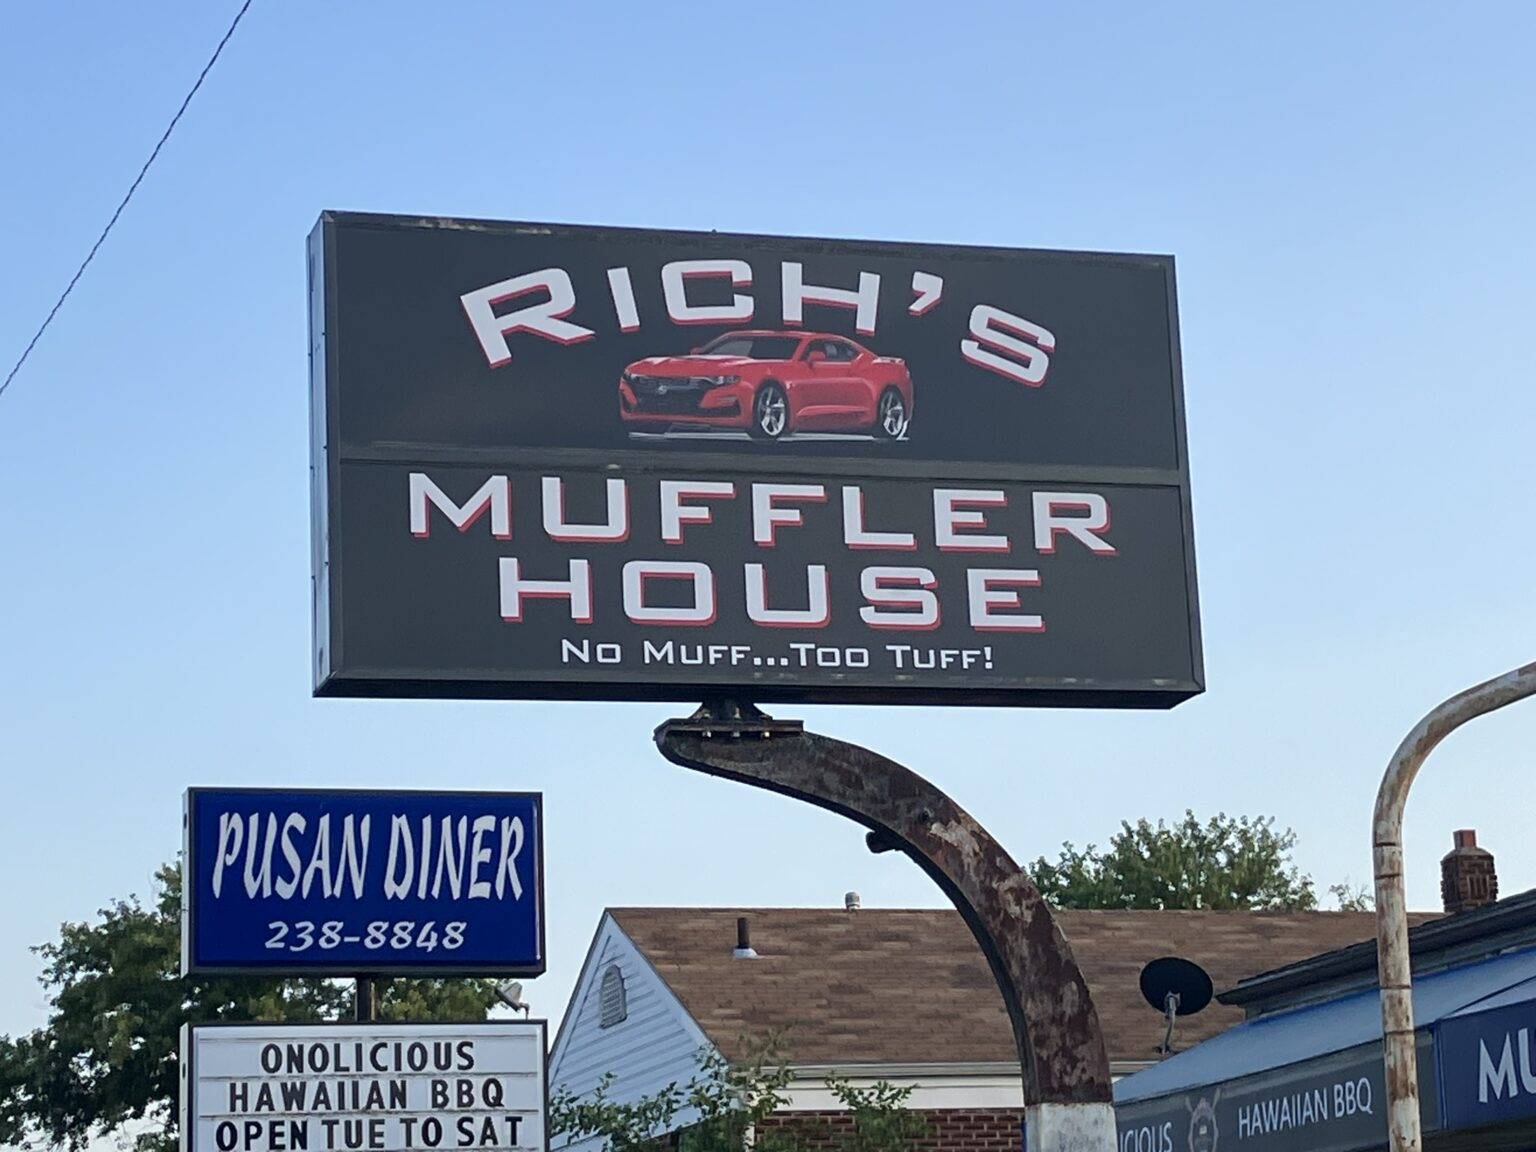 RICH'S
MUFFLER
HOUSE
NO MUFF...TOO TUFF!
PUSAN DINER
238-8848
ONOLICIOUS
HAWAIIAN BBQ
OPEN TUE TO SAT
HAWAIIAN BBQ